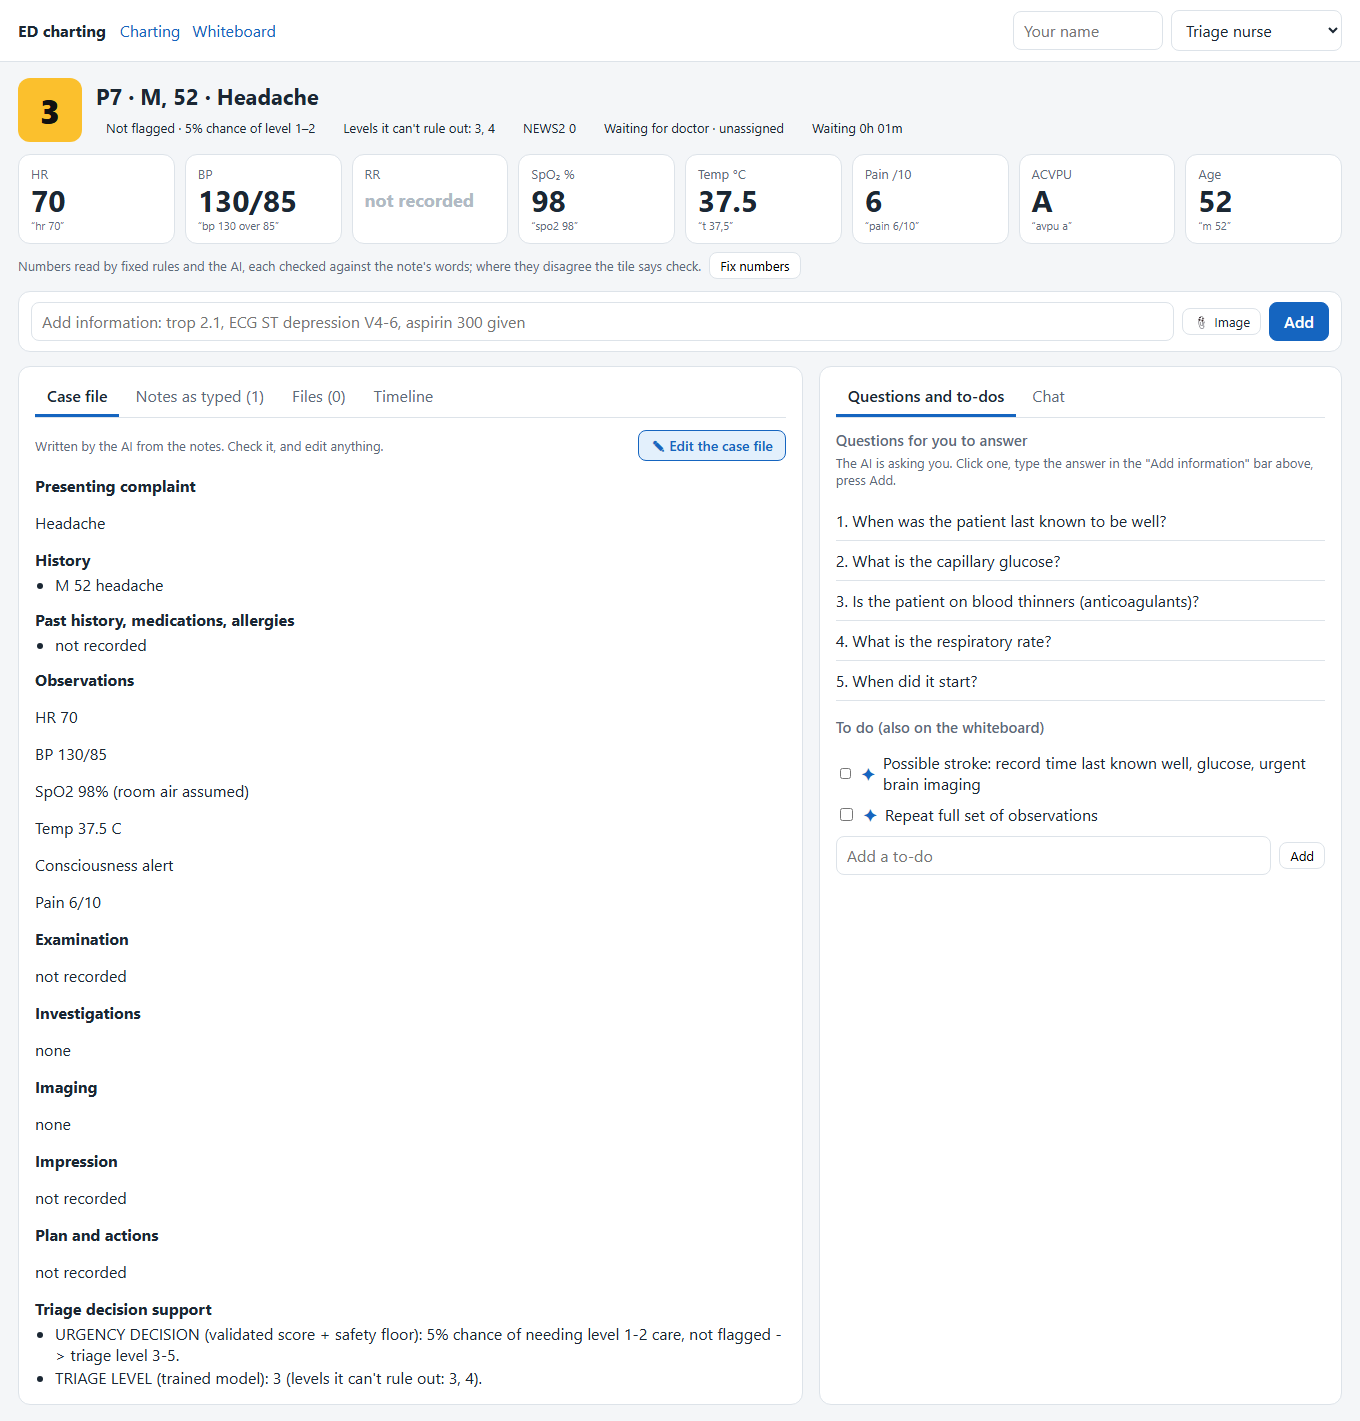 ED charting Charting Whiteboard Your name Triage nurse
3
P7 · M, 52 · Headache
Not flagged · 5% chance of level 1–2 Levels it can't rule out: 3, 4 NEWS2 0 Waiting for doctor · unassigned Waiting 0h 01m
HR
70
"hr 70"
BP
130/85
"bp 130 over 85"
RR
not recorded
SpO₂ %
98
"spo2 98"
Temp °C
37.5
"t 37,5"
Pain /10
6
"pain 6/10"
ACVPU
A
"avpu a"
Age
52
"m 52"
Numbers read by fixed rules and the AI, each checked against the note's words; where they disagree the tile says check. Fix numbers
Add information: trop 2.1, ECG ST depression V4-6, aspirin 300 given Image Add
Case file Notes as typed (1) Files (0) Timeline
Written by the AI from the notes. Check it, and edit anything. Edit the case file
Presenting complaint
Headache
History
• M 52 headache
Past history, medications, allergies
• not recorded
Observations
HR 70
BP 130/85
SpO2 98% (room air assumed)
Temp 37.5 C
Consciousness alert
Pain 6/10
Examination
not recorded
Investigations
none
Imaging
none
Impression
not recorded
Plan and actions
not recorded
Triage decision support
• URGENCY DECISION (validated score + safety floor): 5% chance of needing level 1-2 care, not flagged -
> triage level 3-5.
• TRIAGE LEVEL (trained model): 3 (levels it can't rule out: 3, 4).
Questions and to-dos Chat
Questions for you to answer
The AI is asking you. Click one, type the answer in the "Add information" bar above,
press Add.
1. When was the patient last known to be well?
2. What is the capillary glucose?
3. Is the patient on blood thinners (anticoagulants)?
4. What is the respiratory rate?
5. When did it start?
To do (also on the whiteboard)
Possible stroke: record time last known well, glucose, urgent
brain imaging
Repeat full set of observations
Add a to-do Add